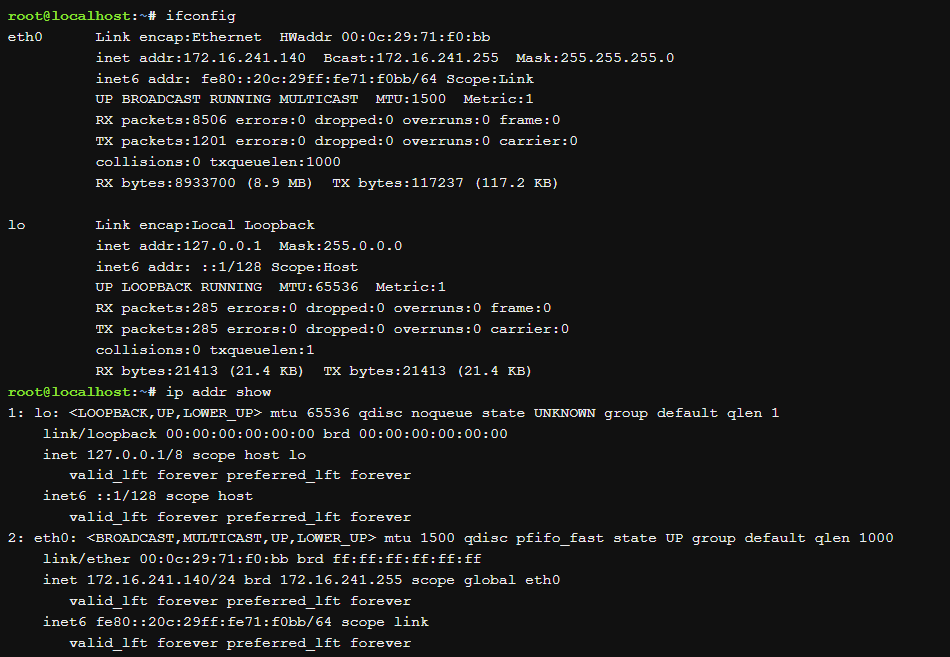 root@localhost:~# ifconfig
eth0      Link encap:Ethernet  HWaddr 00:0c:29:71:f0:bb
          inet addr:172.16.241.140  Bcast:172.16.241.255  Mask:255.255.255.0
          inet6 addr: fe80::20c:29ff:fe71:f0bb/64 Scope:Link
          UP BROADCAST RUNNING MULTICAST  MTU:1500  Metric:1
          RX packets:8506 errors:0 dropped:0 overruns:0 frame:0
          TX packets:1201 errors:0 dropped:0 overruns:0 carrier:0
          collisions:0 txqueuelen:1000
          RX bytes:8933700 (8.9 MB)  TX bytes:117237 (117.2 KB)

lo        Link encap:Local Loopback
          inet addr:127.0.0.1  Mask:255.0.0.0
          inet6 addr: ::1/128 Scope:Host
          UP LOOPBACK RUNNING  MTU:65536  Metric:1
          RX packets:285 errors:0 dropped:0 overruns:0 frame:0
          TX packets:285 errors:0 dropped:0 overruns:0 carrier:0
          collisions:0 txqueuelen:1
          RX bytes:21413 (21.4 KB)  TX bytes:21413 (21.4 KB)
root@localhost:~# ip addr show
1: lo: <LOOPBACK,UP,LOWER_UP> mtu 65536 qdisc noqueue state UNKNOWN group default qlen 1
    link/loopback 00:00:00:00:00:00 brd 00:00:00:00:00:00
    inet 127.0.0.1/8 scope host lo
       valid_lft forever preferred_lft forever
    inet6 ::1/128 scope host
       valid_lft forever preferred_lft forever
2: eth0: <BROADCAST,MULTICAST,UP,LOWER_UP> mtu 1500 qdisc pfifo_fast state UP group default qlen 1000
    link/ether 00:0c:29:71:f0:bb brd ff:ff:ff:ff:ff:ff
    inet 172.16.241.140/24 brd 172.16.241.255 scope global eth0
       valid_lft forever preferred_lft forever
    inet6 fe80::20c:29ff:fe71:f0bb/64 scope link
       valid_lft forever preferred_lft forever